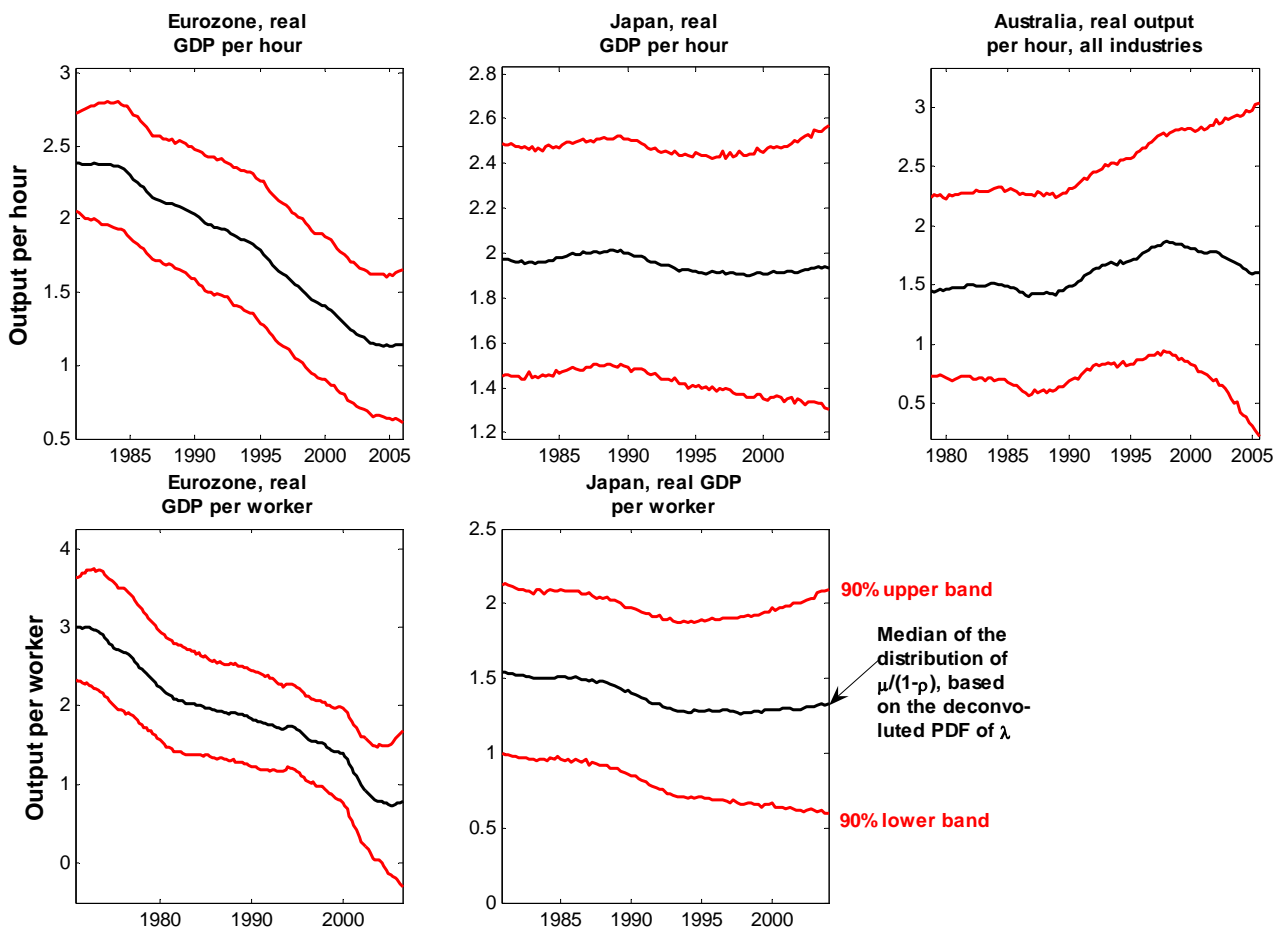 Eurozone, real
GDP per hour
Japan, real
GDP per hour
Australia, real output
per hour, all industries
Output per hour
3
2.5
2
1.5
1
0.5
1985 1990 1995 2000 2005
2.8
2.6
2.4
2.2
2
1.8
1.6
1.4
1.2
1985 1990 1995 2000
3
2.5
2
1.5
1
0.5
1980 1985 1990 1995 2000 2005
Eurozone, real
GDP per worker
Japan, real GDP
per worker
Output per worker
4
3
2
1
0
1980 1990 2000
2.5
2
1.5
1
0.5
0
1985 1990 1995 2000
90% upper band
Median of the
distribution of
μ/(1-ρ), based
on the deconvo-
luted PDF of λ
90% lower band